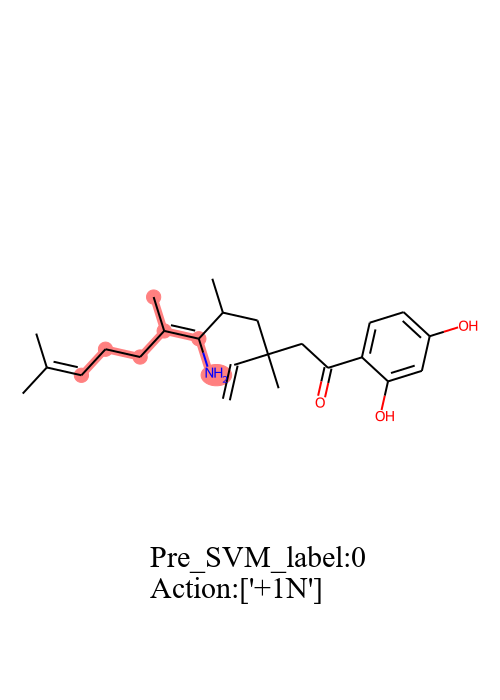 OH
NH2
O
OH
Pre_SVM_label:0
Action:['+1N']